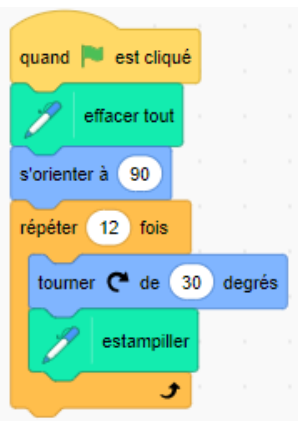 quand est cliqué
effacer tout
s'orienter à 90
répéter 12 fois
tourner de 30 degrés
estampiller